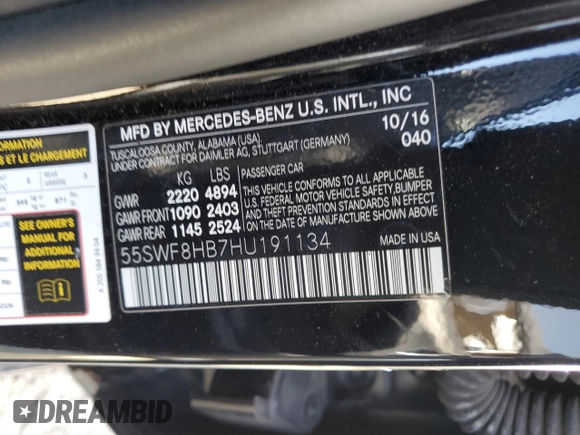 ORMATION
S ET LE CHARGEMENT
SEE OWNER'S
MANUAL FOR
ADDITIONAL
INFORMATION
MFD BY MERCEDES-BENZ U.S. INTL., INC
TUSCALOOSA COUNTY, ALABAMA (USA). 10/16
UNDER CONTRACT FOR DAIMLER AG, STUTTGART (GERMANY) 040
KG LBS PASSENGER CAR
GVWR 2220 4894
GAWR FRONT 1090 2403
GAWR REAR 1145 2524
THIS VEHICLE CONFORMS TO ALL APPLICABLE
U.S. FEDERAL MOTOR VEHICLE SAFETY,BUMPER
AND THEFT PREVENTION STANDARDS IN EFFECT
ON THE DATE OF MANUFACTURE SHOWN ABOVE.
55SWF8HB7HU191134
MADE IN USA
DREAMBID